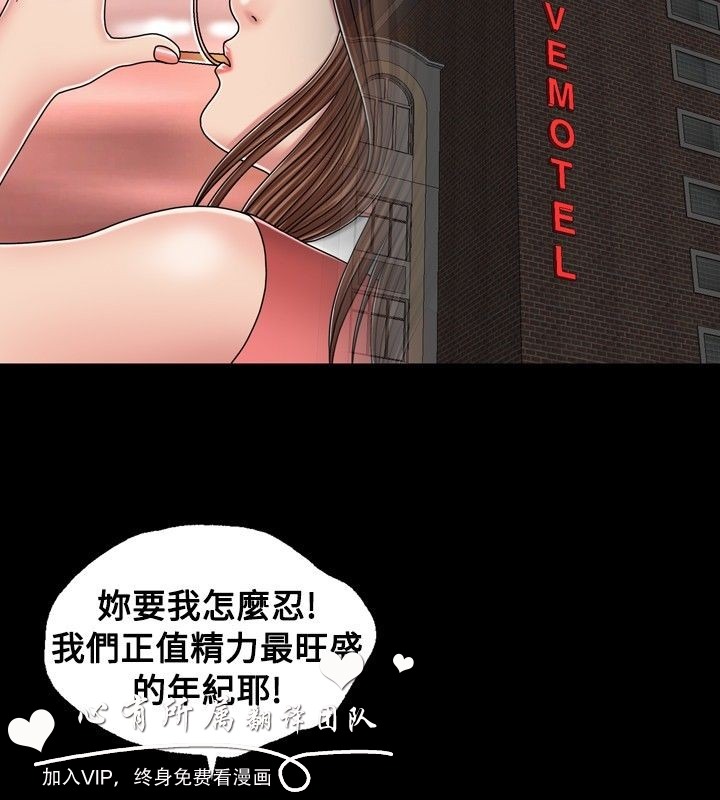 VEMOTEL
妳要我怎麼忍!
我們正值精力最旺盛
的年紀耶!
心有所属翻译团队
加入VIP，终身免费看漫画